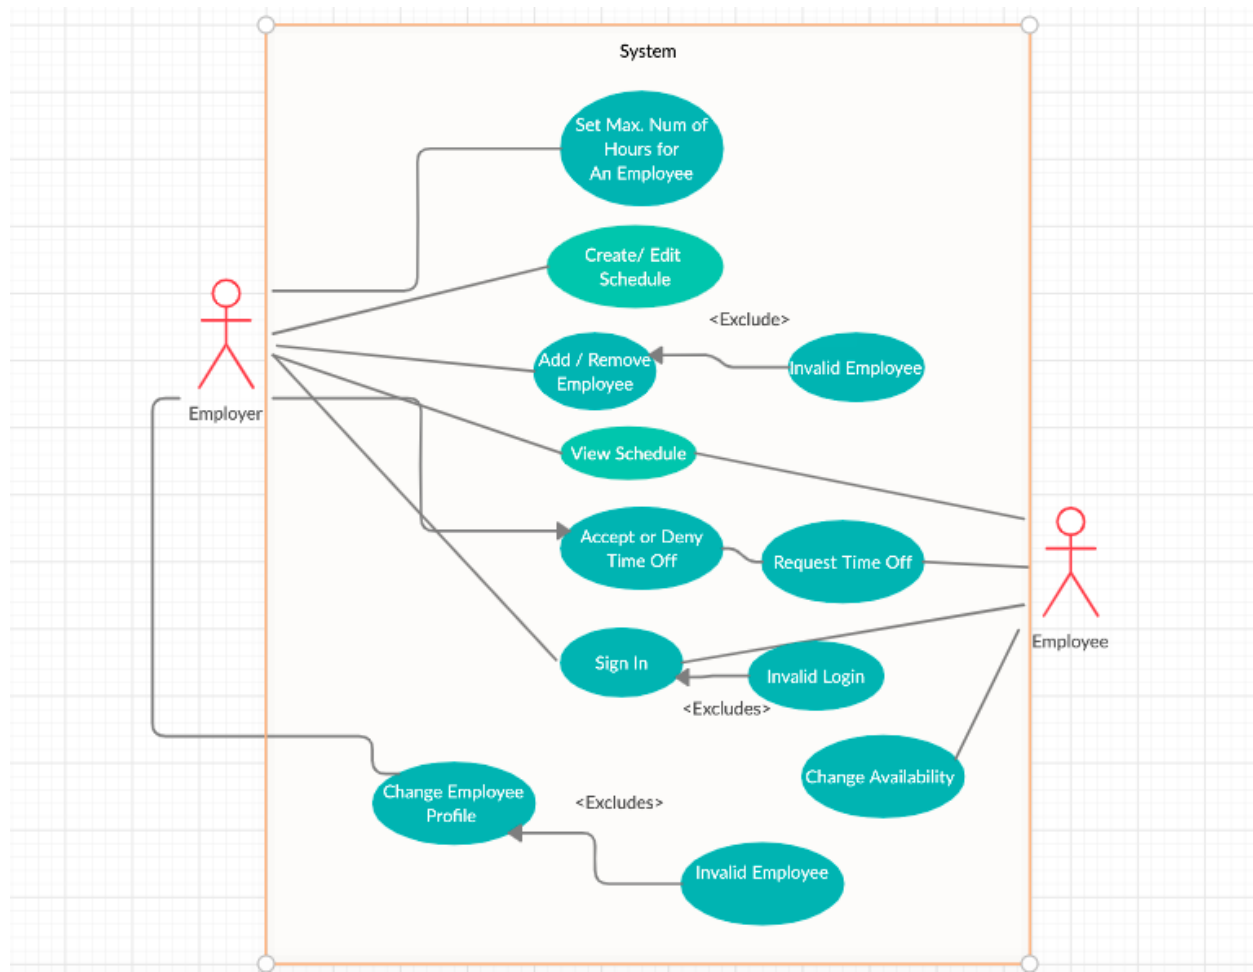 System
Set Max. Num of
Hours for
An Employee
Create/ Edit
Schedule
<Exclude>
Add / Remove
Employee
Invalid Employee
Employer
View Schedule
Accept or Deny
Time Off
Request Time Off
Employee
Sign In
Invalid Login
<Excludes>
Change Availability
Change Employee
Profile
<Excludes>
Invalid Employee